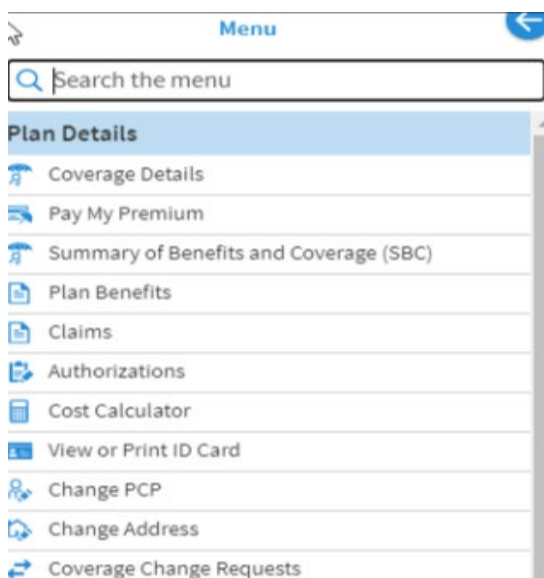 Menu
Search the menu
Plan Details
Coverage Details
Pay My Premium
Summary of Benefits and Coverage (SBC)
Plan Benefits
Claims
Authorizations
Cost Calculator
View or Print ID Card
Change PCP
Change Address
Coverage Change Requests